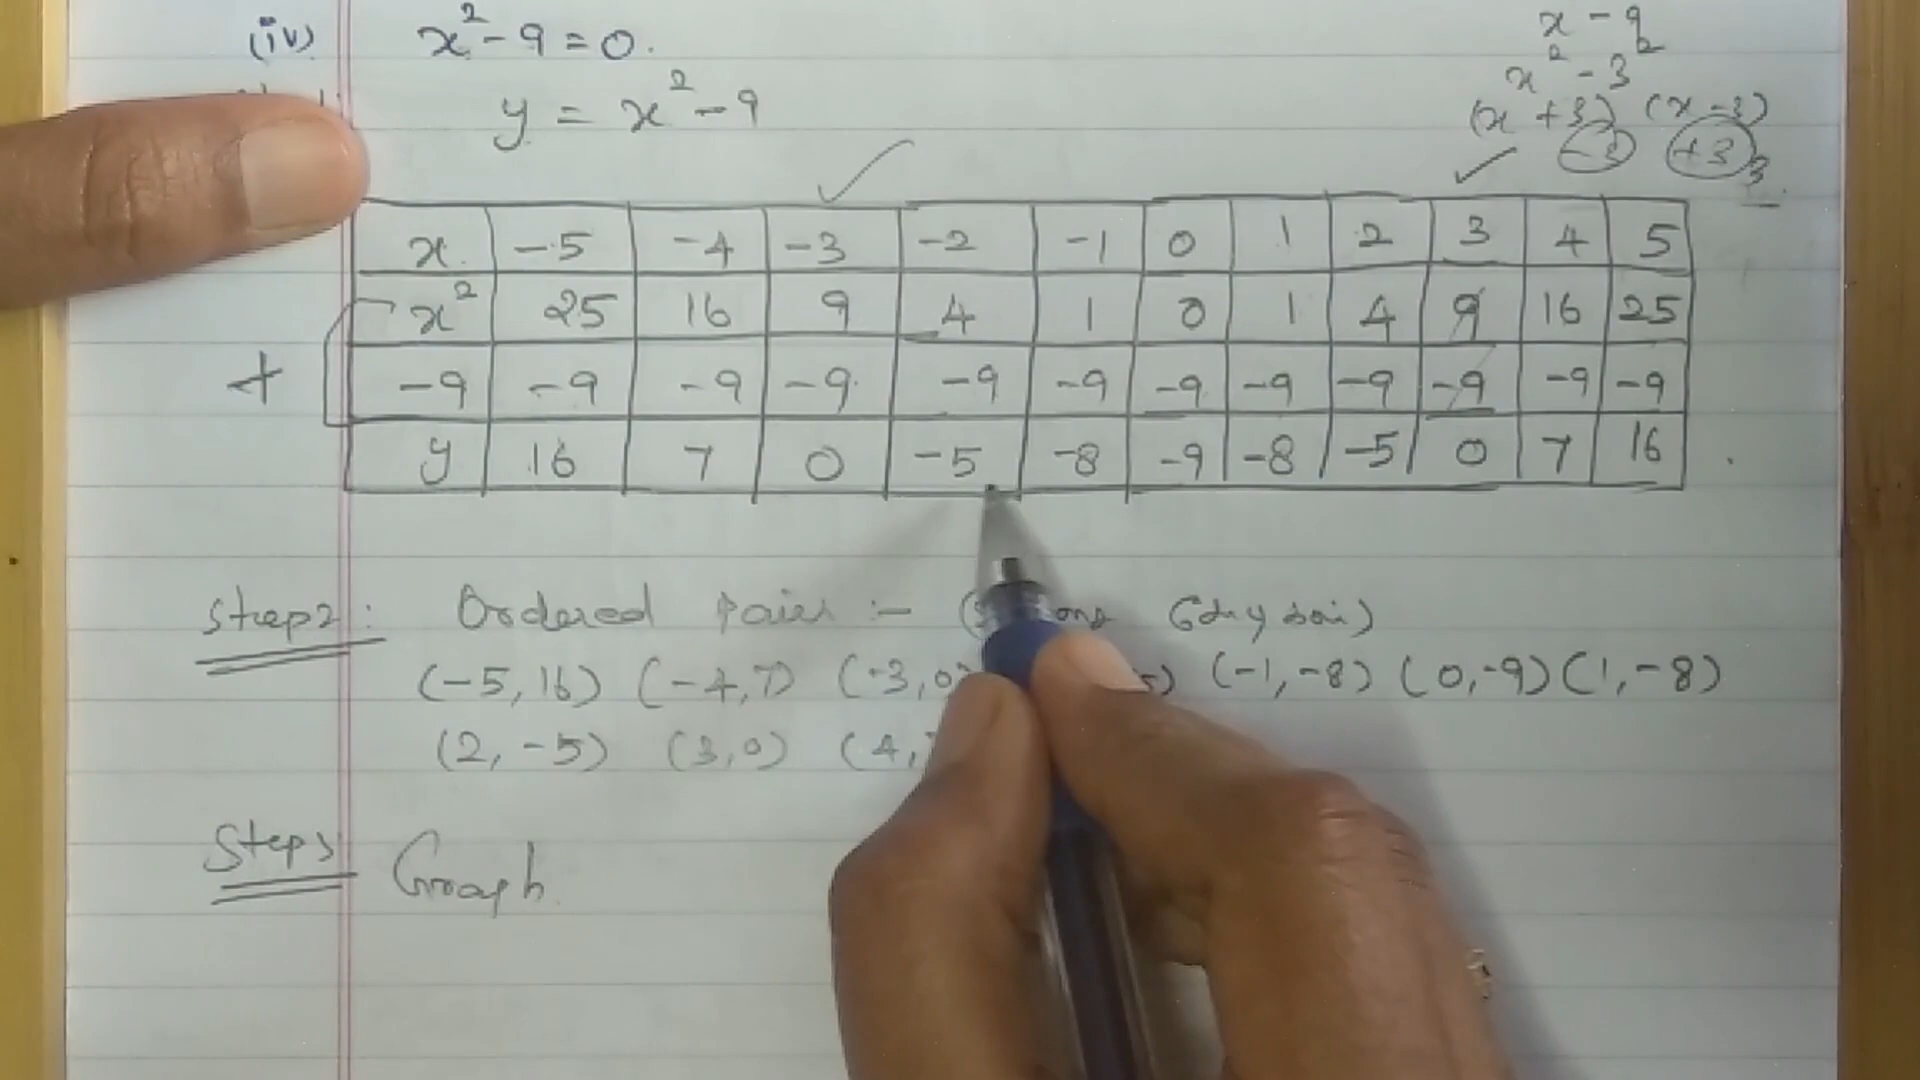 (iv) x² - 9 = 0.
y = x² - 9
x - 9
x² - 3²
(x + 3) (x - 3)
-3 +3
x. -5 -4 -3 -2 -1 0 1 2 3 4 5
x² 25 16 9 4 1 0 1 4 9 16 25
+ -9 -9 -9 -9 -9 -9 -9 -9 -9 -9 -9 -9
y 16 7 0 -5 -8 -9 -8 -5 0 7 16
Step2: Ordered pairs :-
(-5, 16) (-4, 7) (-3, 0) (-1, -8) (0, -9) (1, -8)
(2, -5) (3, 0) (4,
Step3 Graph